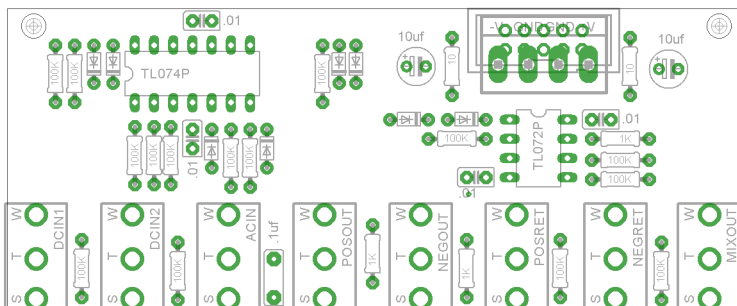 .01
-V GND GND +V
10uf
10uf
100K
100K
TL074P
100K
10
10
.01
100K
100K
100K
.01
100K
100K
100K
TL072P
.01
1K
100K
100K
.01
W
T
S
DCIN1
100K
W
T
S
DCIN2
100K
W
T
S
ACIN
.1uf
W
T
S
POSOUT
1K
W
T
S
NEGOUT
1K
W
T
S
POSRET
100K
W
T
S
NEGRET
100K
W
T
S
MIXOUT